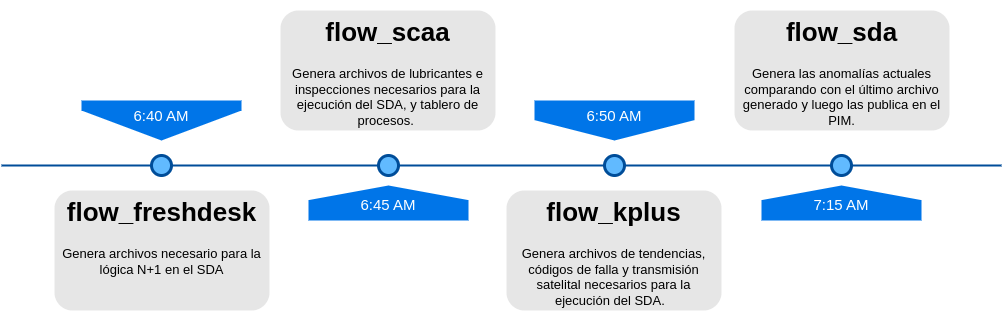 flow_scaa
Genera archivos de lubricantes e
inspecciones necesarios para la
ejecución del SDA, y tablero de
procesos.
flow_sda
Genera las anomalías actuales
comparando con el último archivo
generado y luego las publica en el
PIM.
6:40 AM
6:50 AM
flow_freshdesk
Genera archivos necesario para la
lógica N+1 en el SDA
6:45 AM
flow_kplus
Genera archivos de tendencias,
códigos de falla y transmisión
satelital necesarios para la
ejecución del SDA.
7:15 AM